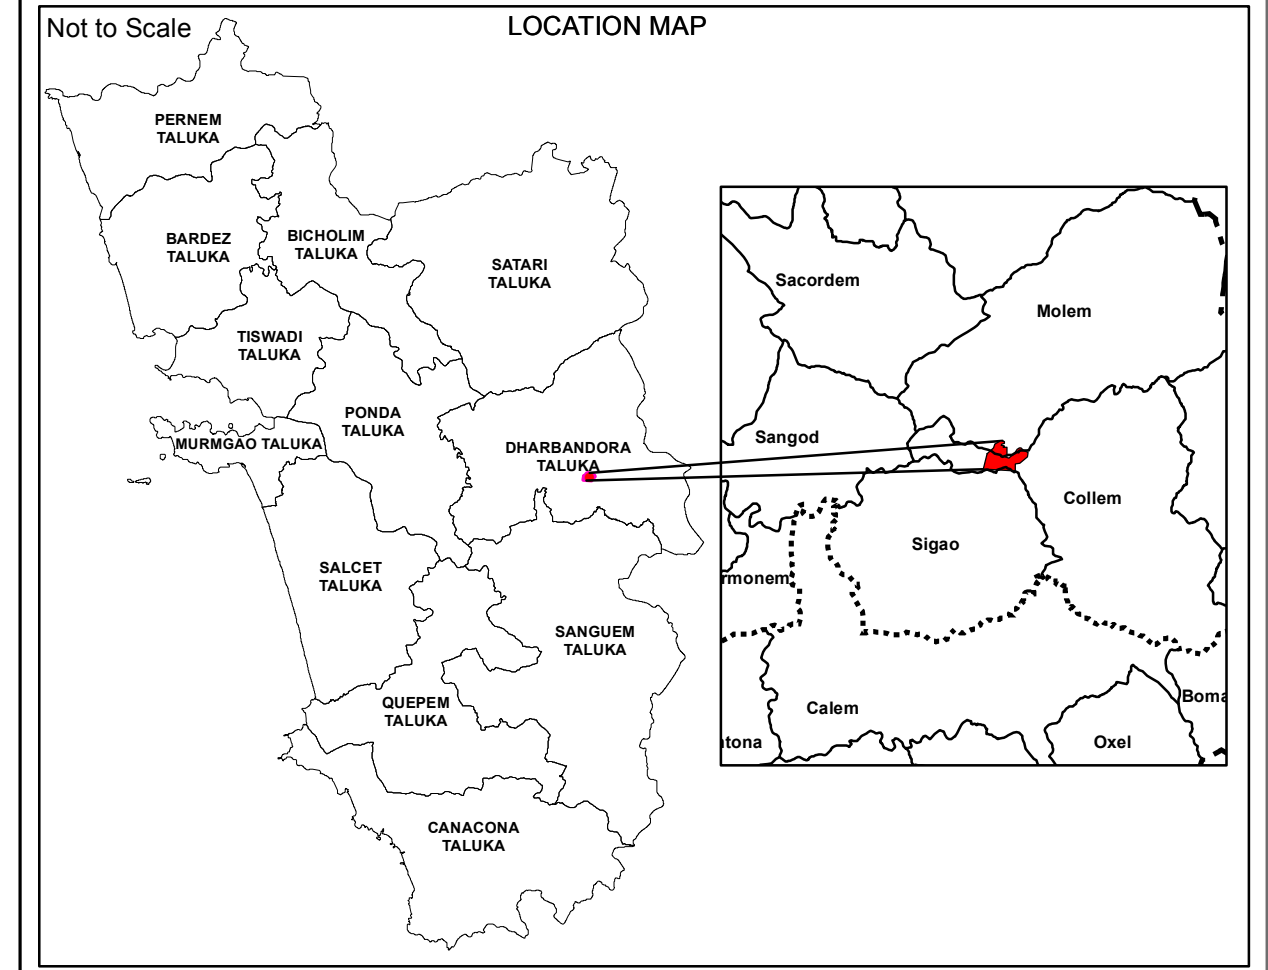 Not to Scale
LOCATION MAP
PERNEM
TALUKA
BARDEZ
TALUKA
BICHOLIM
TALUKA
SATARI
TALUKA
TISWADI
TALUKA
PONDA
TALUKA
MURMGAO TALUKA
DHARBANDORA
TALUKA
SALCET
TALUKA
SANGUEM
TALUKA
QUEPEM
TALUKA
CANACONA
TALUKA
Sacordem
Molem
Sangod
Collem
Sigao
rmonem
Calem
Boma
ntona
Oxel